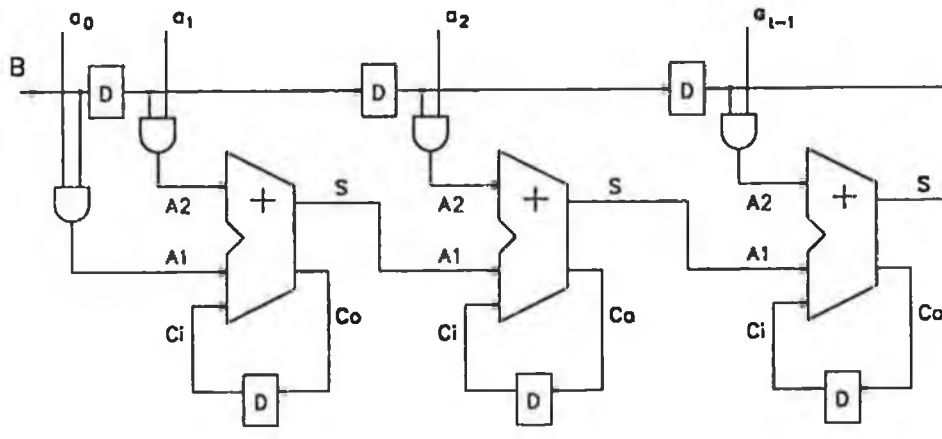 a0 a1 a2 at-1
B D D D
A2 + S A2 + S A2 + S
A1 A1 A1
Ci Co Ci Co Ci Co
D D D